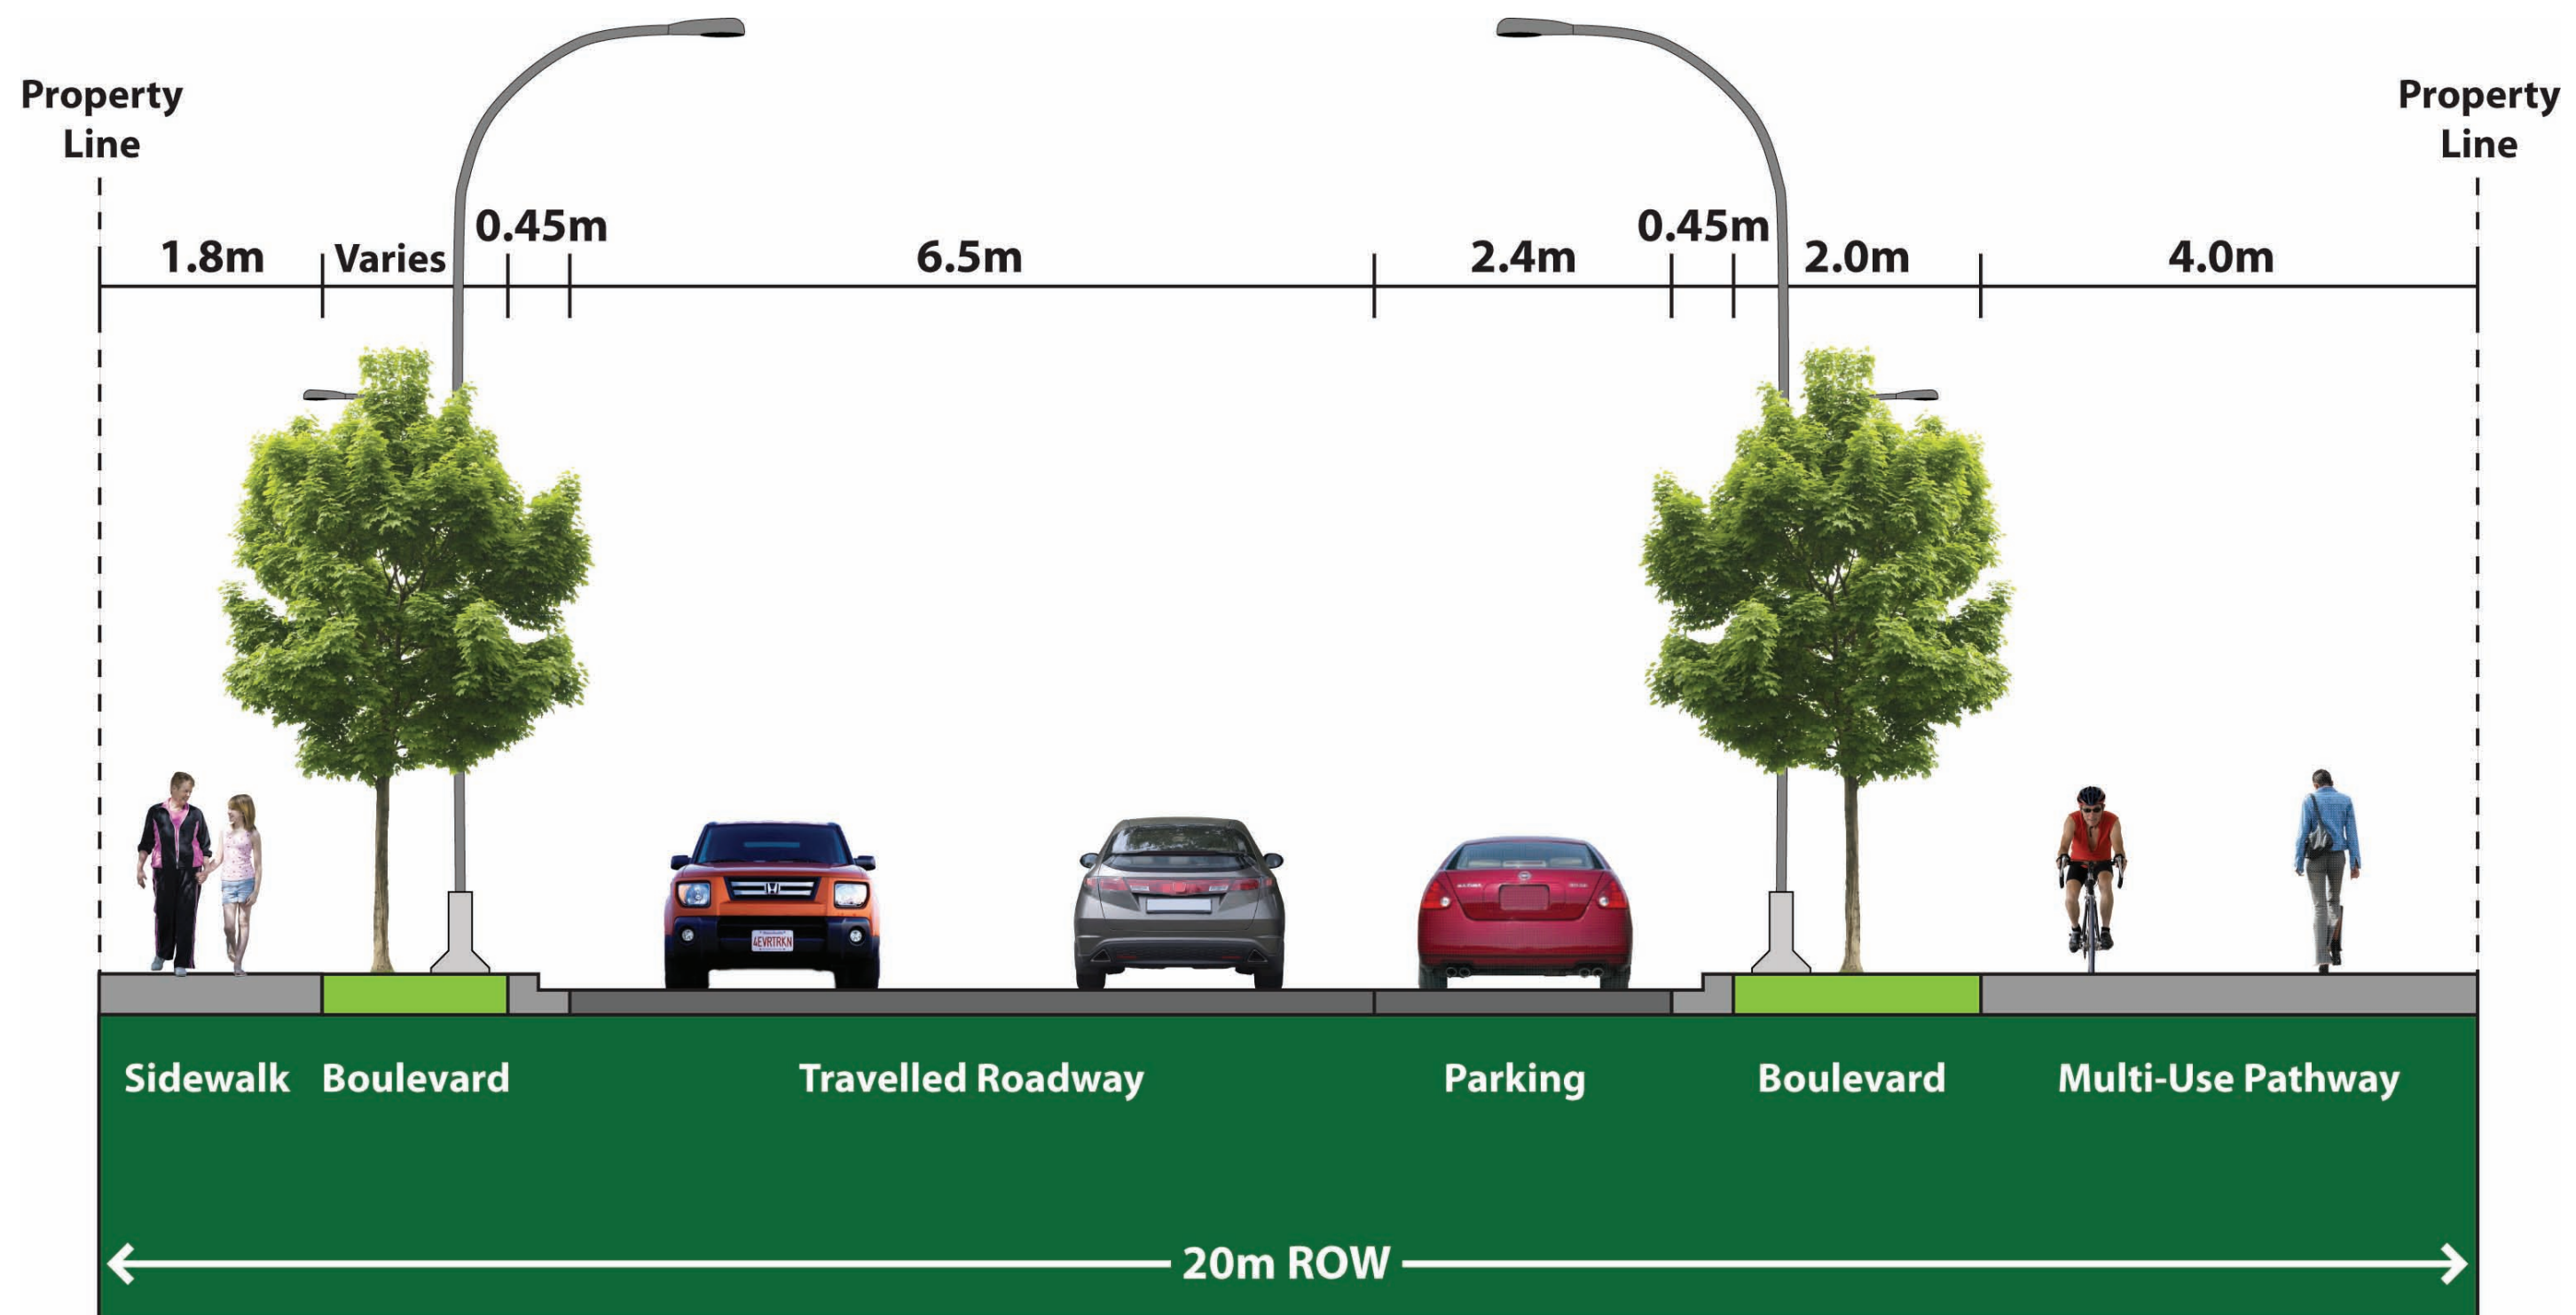 Property
Line
Property
Line
1.8m
Varies
0.45m
6.5m
2.4m
0.45m
2.0m
4.0m
4EVRTRKN
Sidewalk
Boulevard
Travelled Roadway
Parking
Boulevard
Multi-Use Pathway
20m ROW